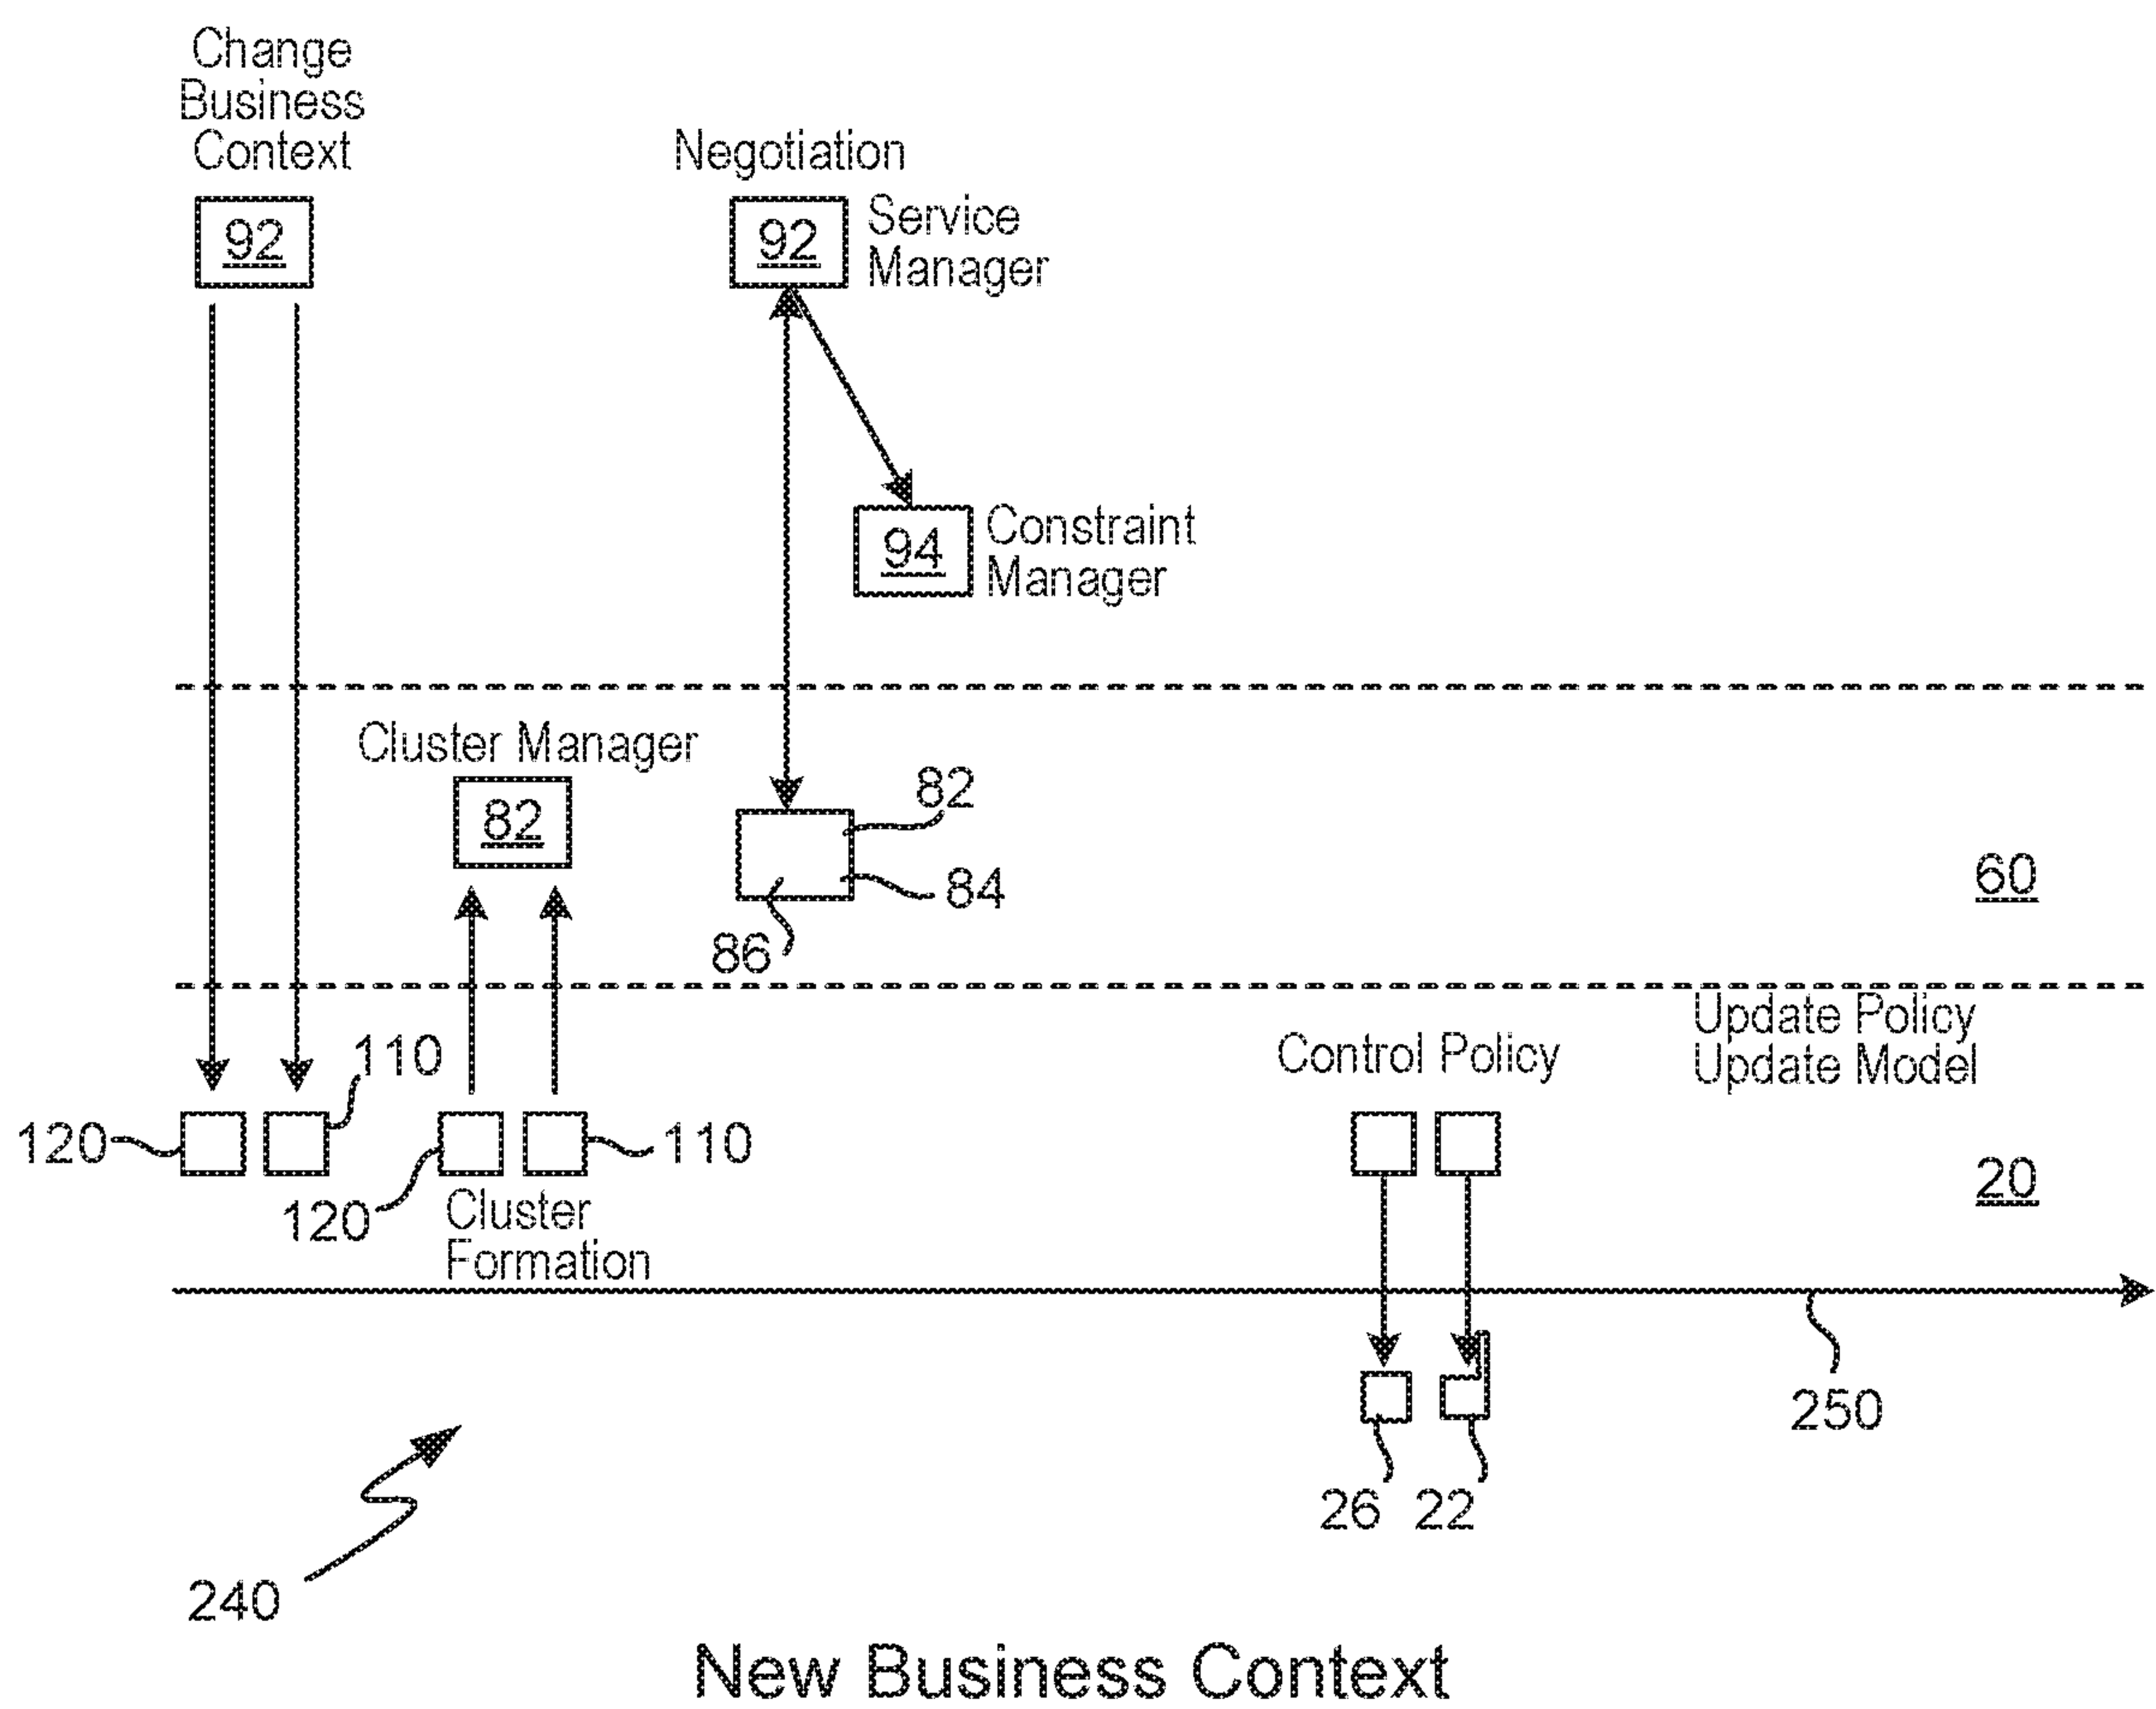 Change
Business
Context
92
Negotiation
92
Service
Manager
94
Constraint
Manager
Cluster Manager
82
82
84
86
60
Update Policy
Update Model
Control Policy
110
120
110
120
Cluster
Formation
20
250
26
22
240
New Business Context